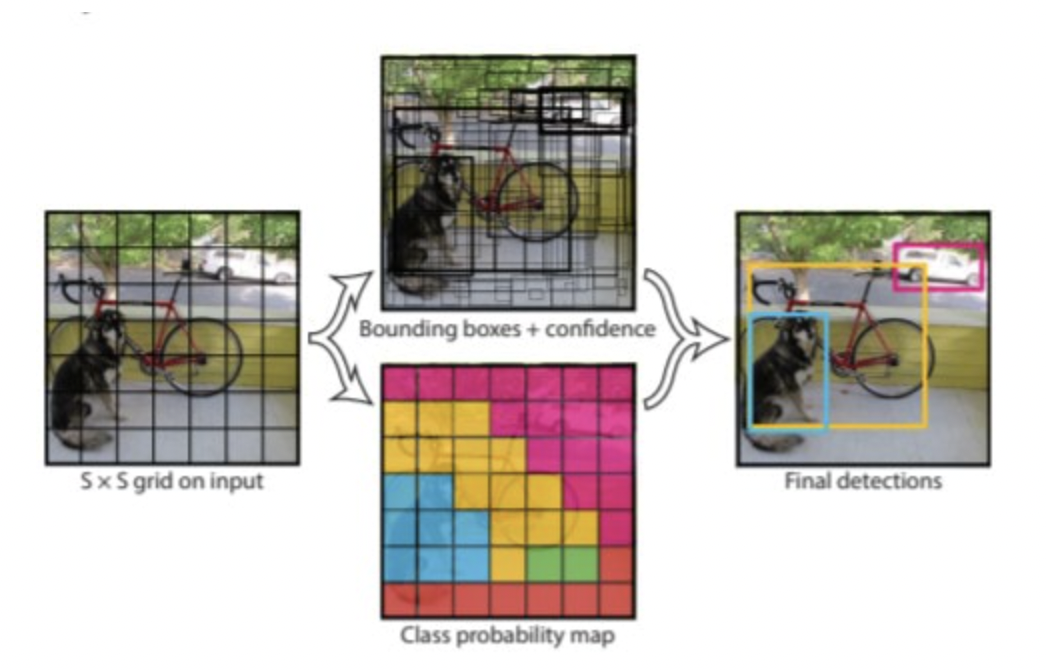 Bounding boxes + confidence
S × S grid on input
Final detections
Class probability map